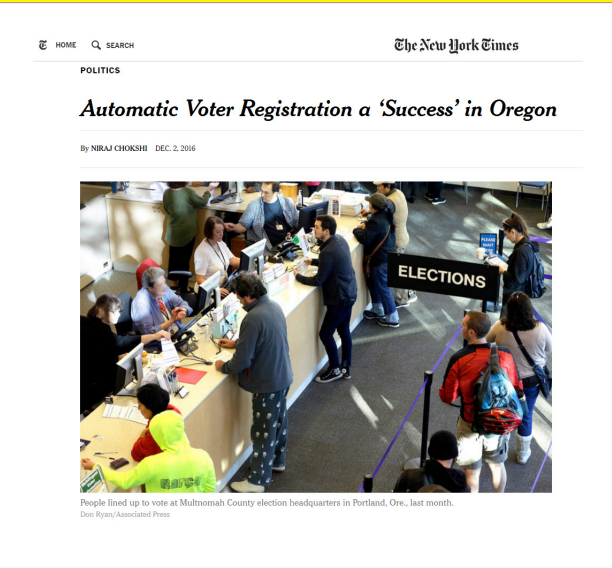 HOME
SEARCH
The New York Times
POLITICS
Automatic Voter Registration a ‘Success’ in Oregon
By NIRAJ CHOKSHI DEC. 2, 2016
PLEASE
WAIT
ELECTIONS
People lined up to vote at Multnomah County election headquarters in Portland, Ore., last month.
Don Ryan/Associated Press